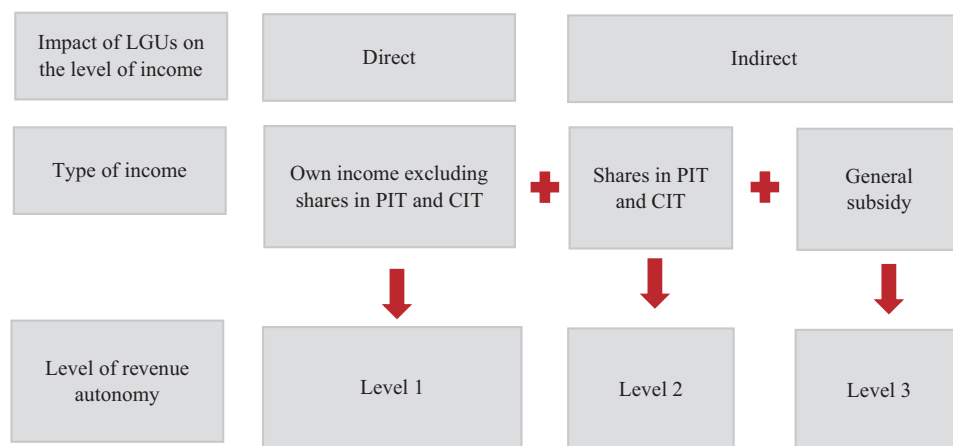 Impact of LGUs on
the level of income
Direct
Indirect
Type of income
Own income excluding
shares in PIT and CIT
Shares in PIT
and CIT
General
subsidy
Level of revenue
autonomy
Level 1
Level 2
Level 3